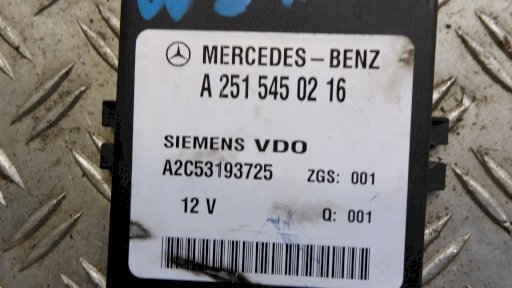 MERCEDES-BENZ
A 251 545 02 16
SIEMENS VDO
A2C53193725 ZGS: 001
12 V Q: 001